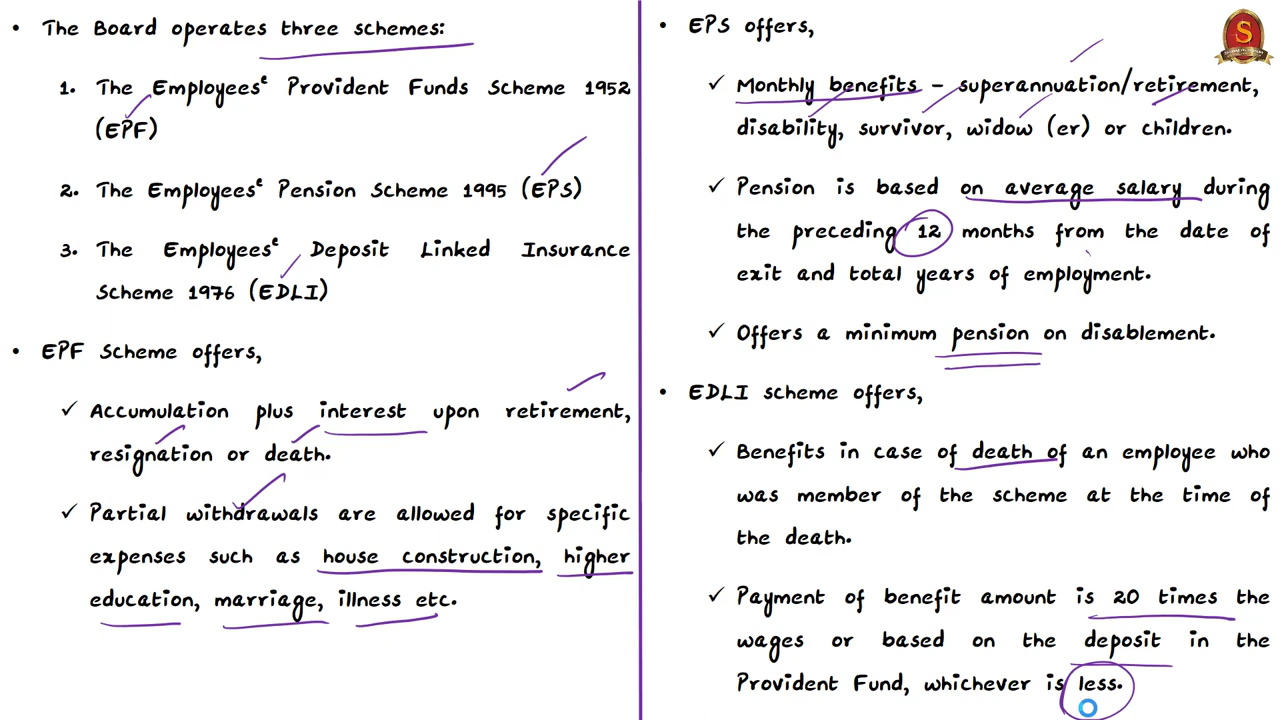 • The Board operates three schemes:
1. The Employeesͼ Provident Funds Scheme 1952
(EPF)
2. The Employeesͼ Pension Scheme 1995 (EPS)
3. The Employeesͼ Deposit Linked Insurance
Scheme 1976 (EDLI)
• EPF Scheme offers,
✓ Accumulation plus interest upon retirement,
resignation or death.
✓ Partial withdrawals are allowed for specific
expenses such as house construction, higher
education, marriage, illness etc.
• EPS offers,
✓ Monthly benefits – superannuation/retirement,
disability, survivor, widow (er) or children.
✓ Pension is based on average salary during
the preceding 12 months from the date of
exit and total years of employment.
✓ Offers a minimum pension on disablement.
• EDLI scheme offers,
✓ Benefits in case of death of an employee who
was member of the scheme at the time of
the death.
✓ Payment of benefit amount is 20 times the
wages or based on the deposit in the
Provident Fund, whichever is less.
S